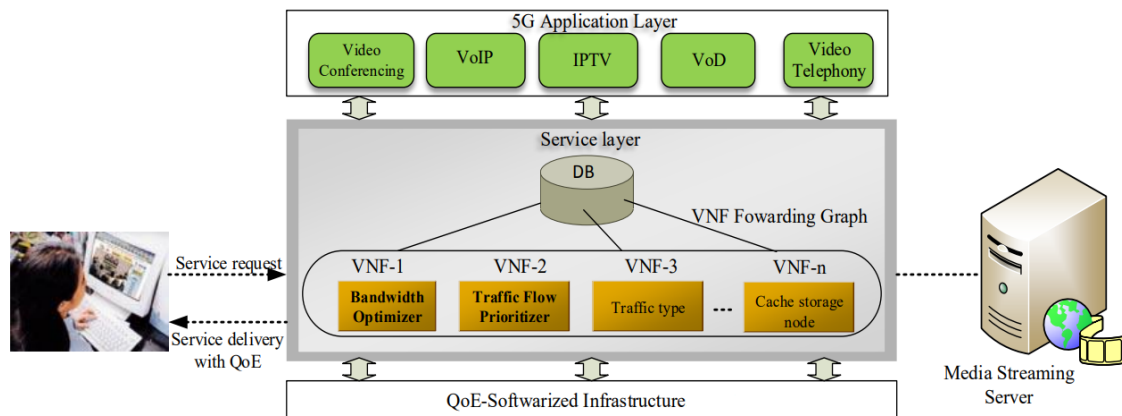 5G Application Layer
Video
Conferencing
VoIP
IPTV
VoD
Video
Telephony
Service layer
DB
VNF Fowarding Graph
VNF-1
VNF-2
VNF-3
VNF-n
Bandwidth
Optimizer
Traffic Flow
Prioritizer
Traffic type
...
Cache storage
node
Service request
Service delivery
with QoE
Media Streaming
Server
QoE-Softwarized Infrastructure